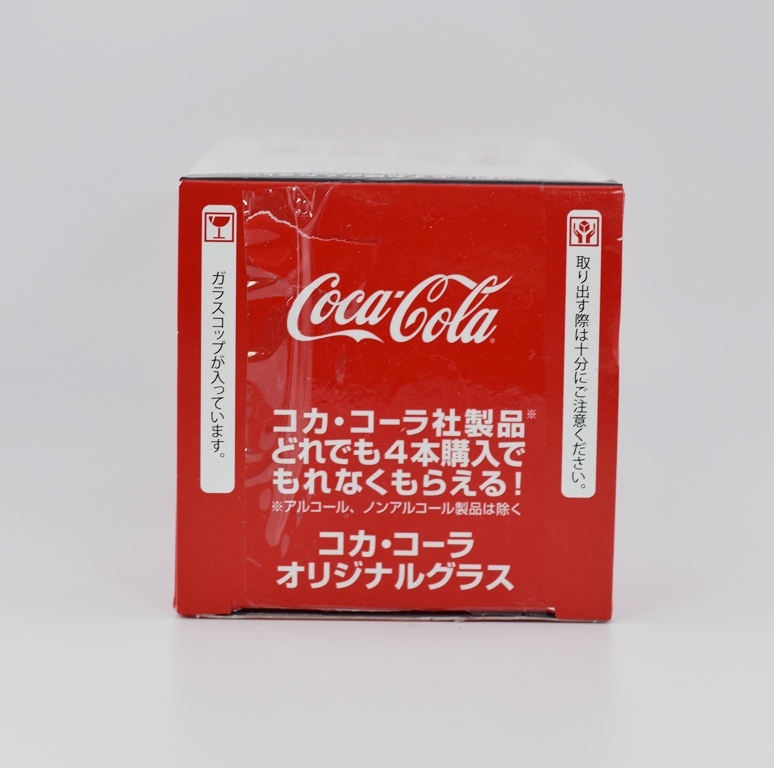 Coca-Cola
ガラスコップが入っています。
取り出す際は十分にご注意ください。
コカ・コーラ社製品※
どれでも4本購入で
もれなくもらえる!
※アルコール、ノンアルコール製品は除く
コカ・コーラ
オリジナルグラス